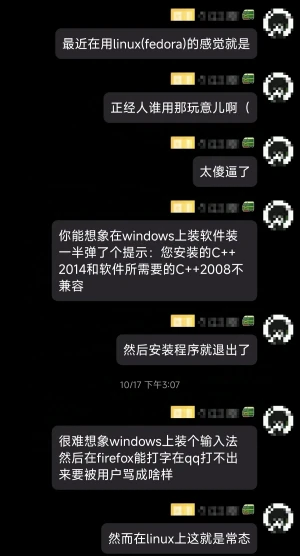 最近在用linux(fedora)的感觉就是
正经人谁用那玩意儿啊（
太傻逼了
你能想象在windows上装软件装
一半弹了个提示：您安装的C++
2014和软件所需要的C++2008不
兼容
然后安装程序就退出了
10/17 下午3:07
很难想象windows上装个输入法
然后在firefox能打字在qq打不出
来要被用户骂成啥样
然而在linux上这就是常态